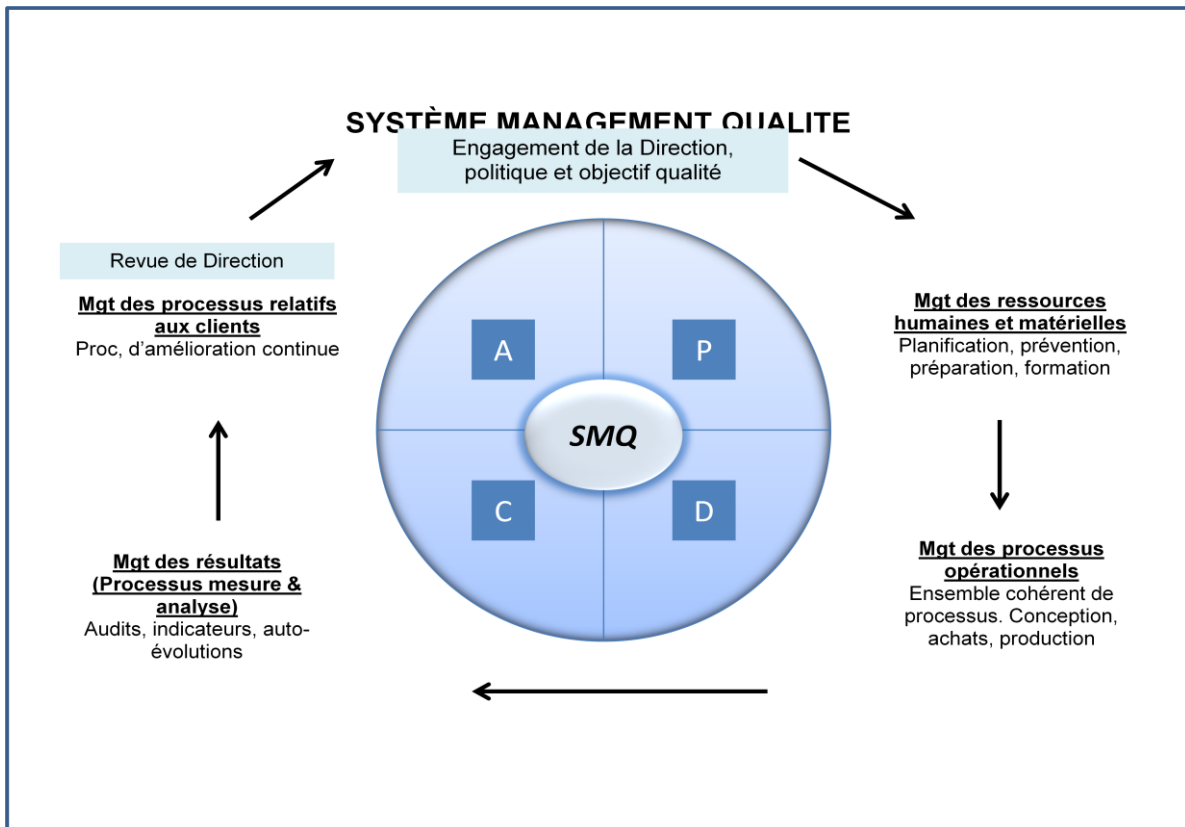 SYSTÈME MANAGEMENT QUALITE
Engagement de la Direction,
politique et objectif qualité
Revue de Direction
Mgt des processus relatifs
aux clients
Proc, d’amélioration continue
Mgt des ressources
humaines et matérielles
Planification, prévention,
préparation, formation
A
P
SMQ
C
D
Mgt des résultats
(Processus mesure &
analyse)
Audits, indicateurs, auto-
évolutions
Mgt des processus
opérationnels
Ensemble cohérent de
processus. Conception,
achats, production